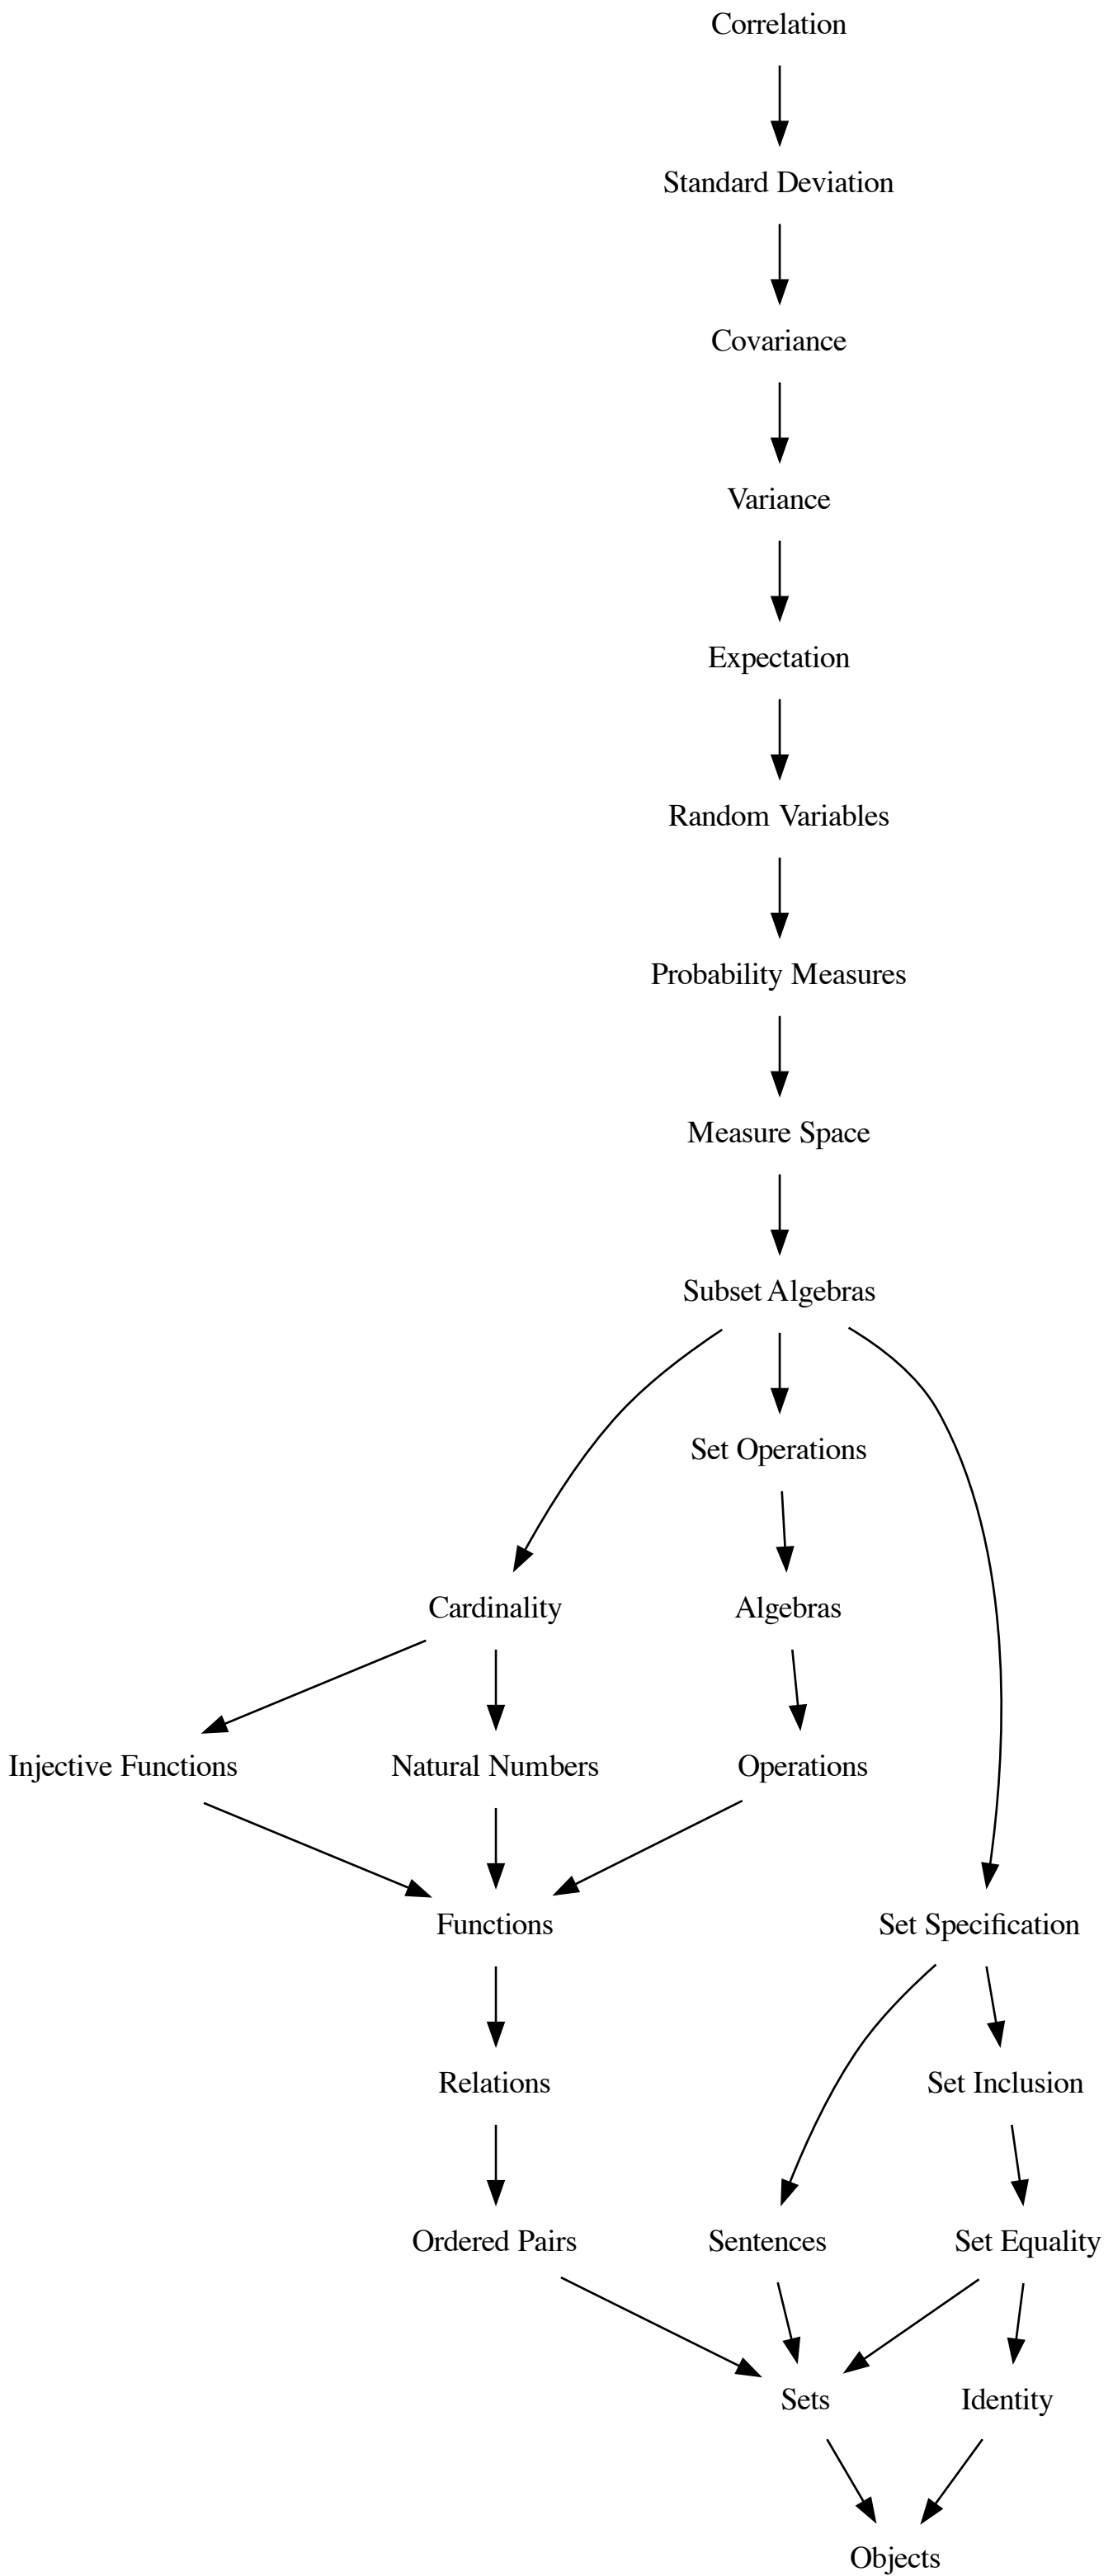 Correlation
Standard Deviation
Covariance
Variance
Expectation
Random Variables
Probability Measures
Measure Space
Subset Algebras
Set Operations
Cardinality
Algebras
Injective Functions
Natural Numbers
Operations
Functions
Set Specification
Relations
Set Inclusion
Ordered Pairs
Sentences
Set Equality
Sets
Identity
Objects